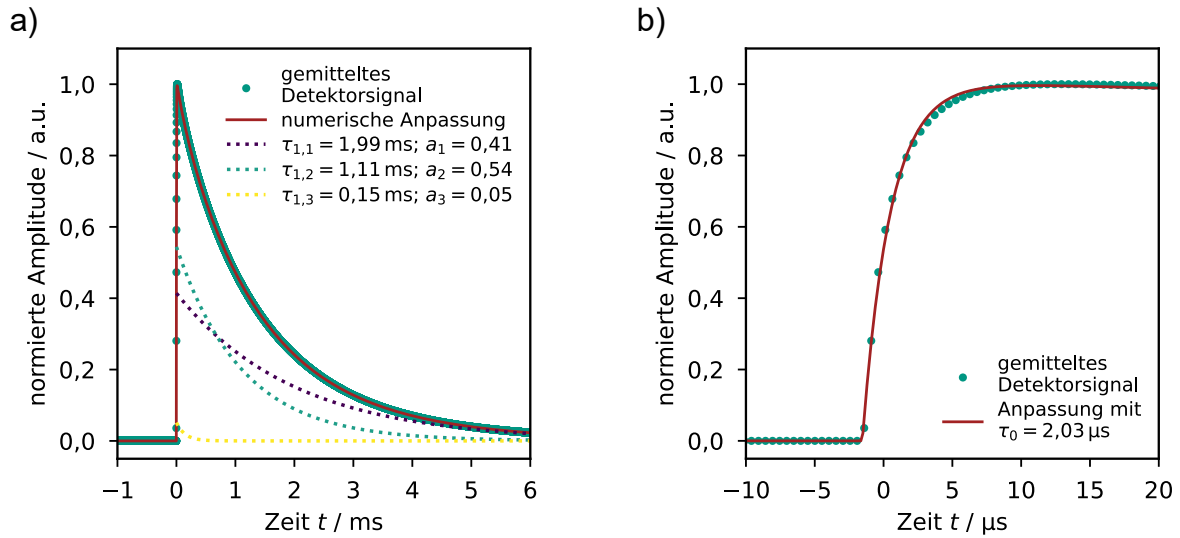 a)
normierte Amplitude / a.u.
1,0
0,8
0,6
0,4
0,2
0,0
gemitteltes
Detektorsignal
numerische Anpassung
τ1,1 = 1,99 ms; a1 = 0,41
τ1,2 = 1,11 ms; a2 = 0,54
τ1,3 = 0,15 ms; a3 = 0,05
−1 0 1 2 3 4 5 6
Zeit t / ms
b)
normierte Amplitude / a.u.
1,0
0,8
0,6
0,4
0,2
0,0
gemitteltes
Detektorsignal
Anpassung mit
τ0 = 2,03 µs
−10 −5 0 5 10 15 20
Zeit t / µs